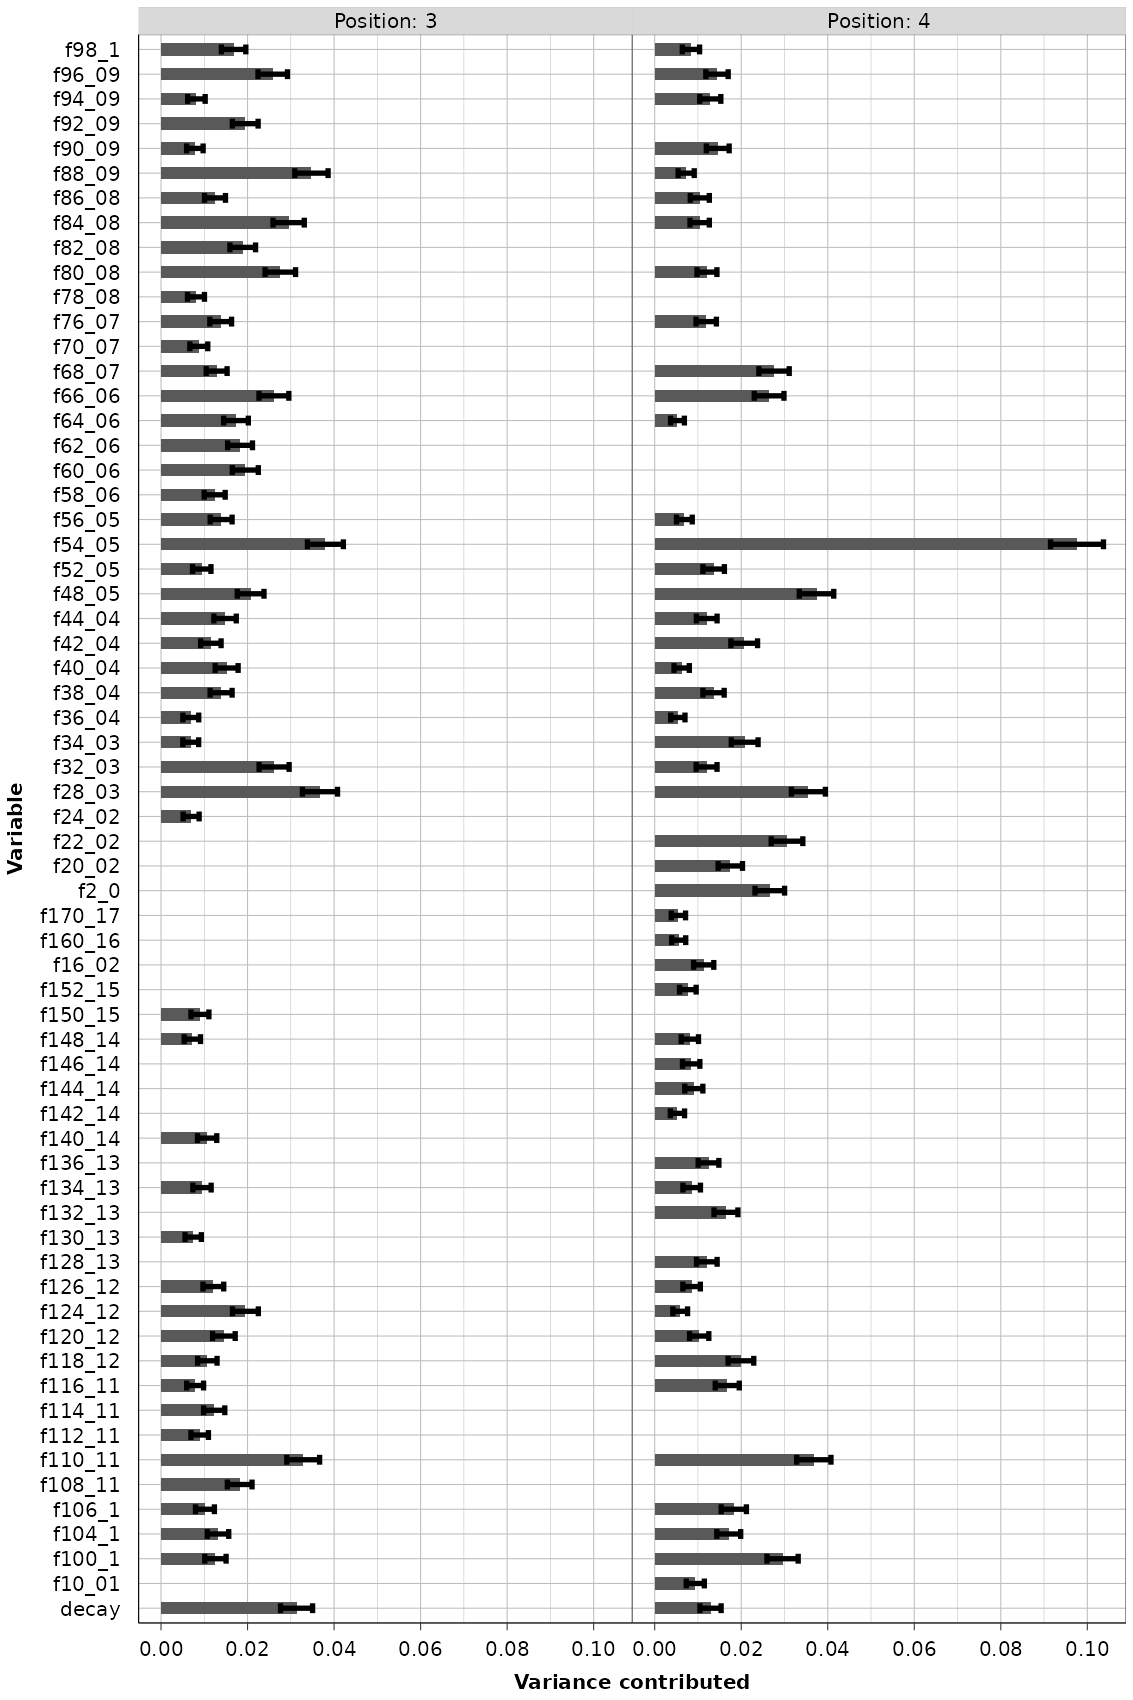 Position: 3
Position: 4
f98_1
f96_09
f94_09
f92_09
f90_09
f88_09
f86_08
f84_08
f82_08
f80_08
f78_08
f76_07
f70_07
f68_07
f66_06
f64_06
f62_06
f60_06
f58_06
f56_05
f54_05
f52_05
f48_05
f44_04
f42_04
f40_04
f38_04
f36_04
f34_03
f32_03
f28_03
f24_02
f22_02
f20_02
f2_0
f170_17
f160_16
f16_02
f152_15
f150_15
f148_14
f146_14
f144_14
f142_14
f140_14
f136_13
f134_13
f132_13
f130_13
f128_13
f126_12
f124_12
f120_12
f118_12
f116_11
f114_11
f112_11
f110_11
f108_11
f106_1
f104_1
f100_1
f10_01
decay
Variable
0.00 0.02 0.04 0.06 0.08 0.10
0.00 0.02 0.04 0.06 0.08 0.10
Variance contributed